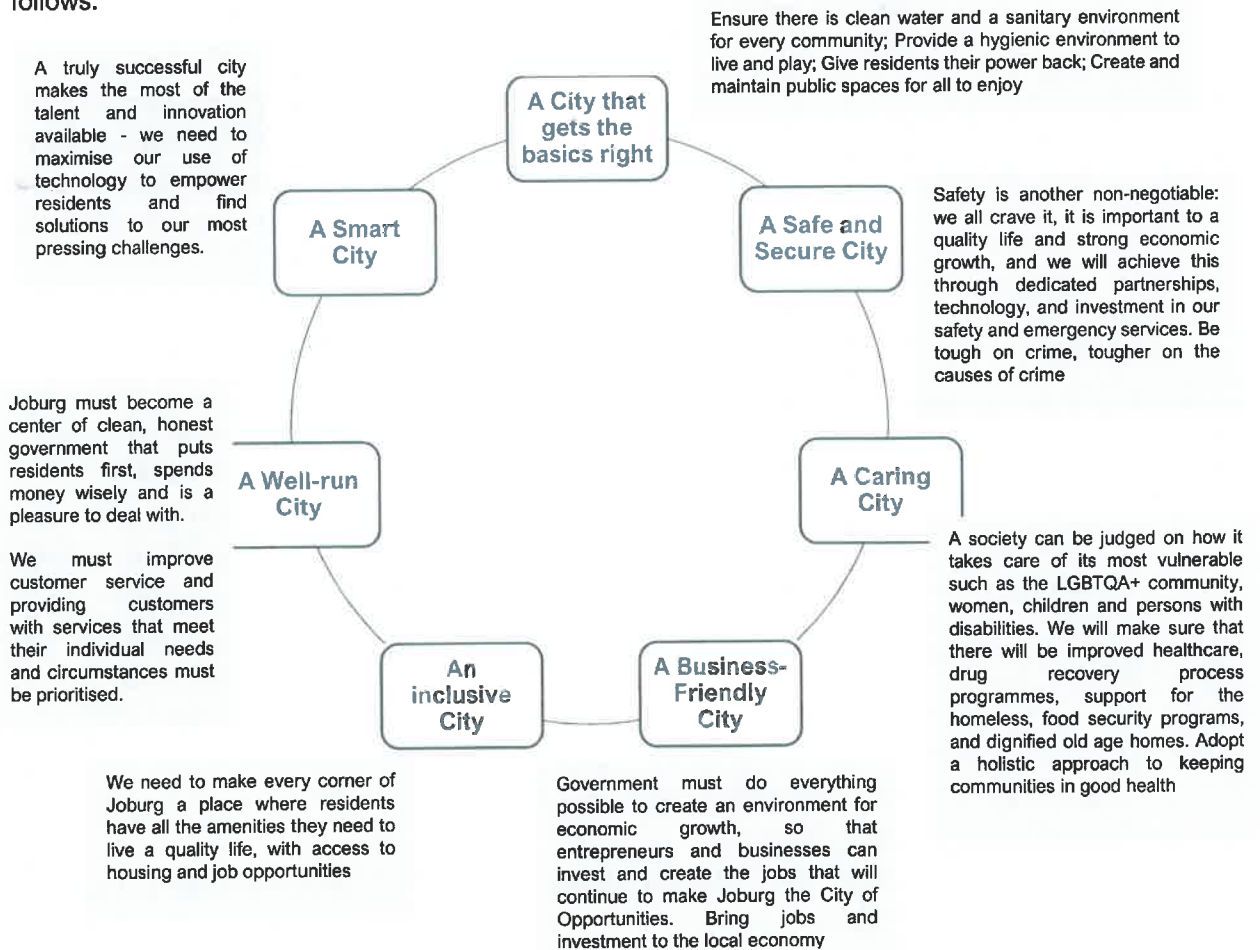 follows:
Ensure there is clean water and a sanitary environment
for every community; Provide a hygienic environment to
live and play; Give residents their power back; Create and
maintain public spaces for all to enjoy
A City that
gets the
basics right
A truly successful city
makes the most of the
talent and innovation
available - we need to
maximise our use of
technology to empower
residents and find
solutions to our most
pressing challenges.
A Smart
City
A Safe and
Secure City
Safety is another non-negotiable:
we all crave it, it is important to a
quality life and strong economic
growth, and we will achieve this
through dedicated partnerships,
technology, and investment in our
safety and emergency services. Be
tough on crime, tougher on the
causes of crime
Joburg must become a
center of clean, honest
government that puts
residents first, spends
money wisely and is a
pleasure to deal with.
We must improve
customer service and
providing customers
with services that meet
their individual needs
and circumstances must
be prioritised.
A Well-run
City
A Caring
City
A society can be judged on how it
takes care of its most vulnerable
such as the LGBTQA+ community,
women, children and persons with
disabilities. We will make sure that
there will be improved healthcare,
drug recovery process
programmes, support for the
homeless, food security programs,
and dignified old age homes. Adopt
a holistic approach to keeping
communities in good health
An
inclusive
City
A Business-
Friendly
City
We need to make every corner of
Joburg a place where residents
have all the amenities they need to
live a quality life, with access to
housing and job opportunities
Government must do everything
possible to create an environment for
economic growth, so that
entrepreneurs and businesses can
invest and create the jobs that will
continue to make Joburg the City of
Opportunities. Bring jobs and
investment to the local economy